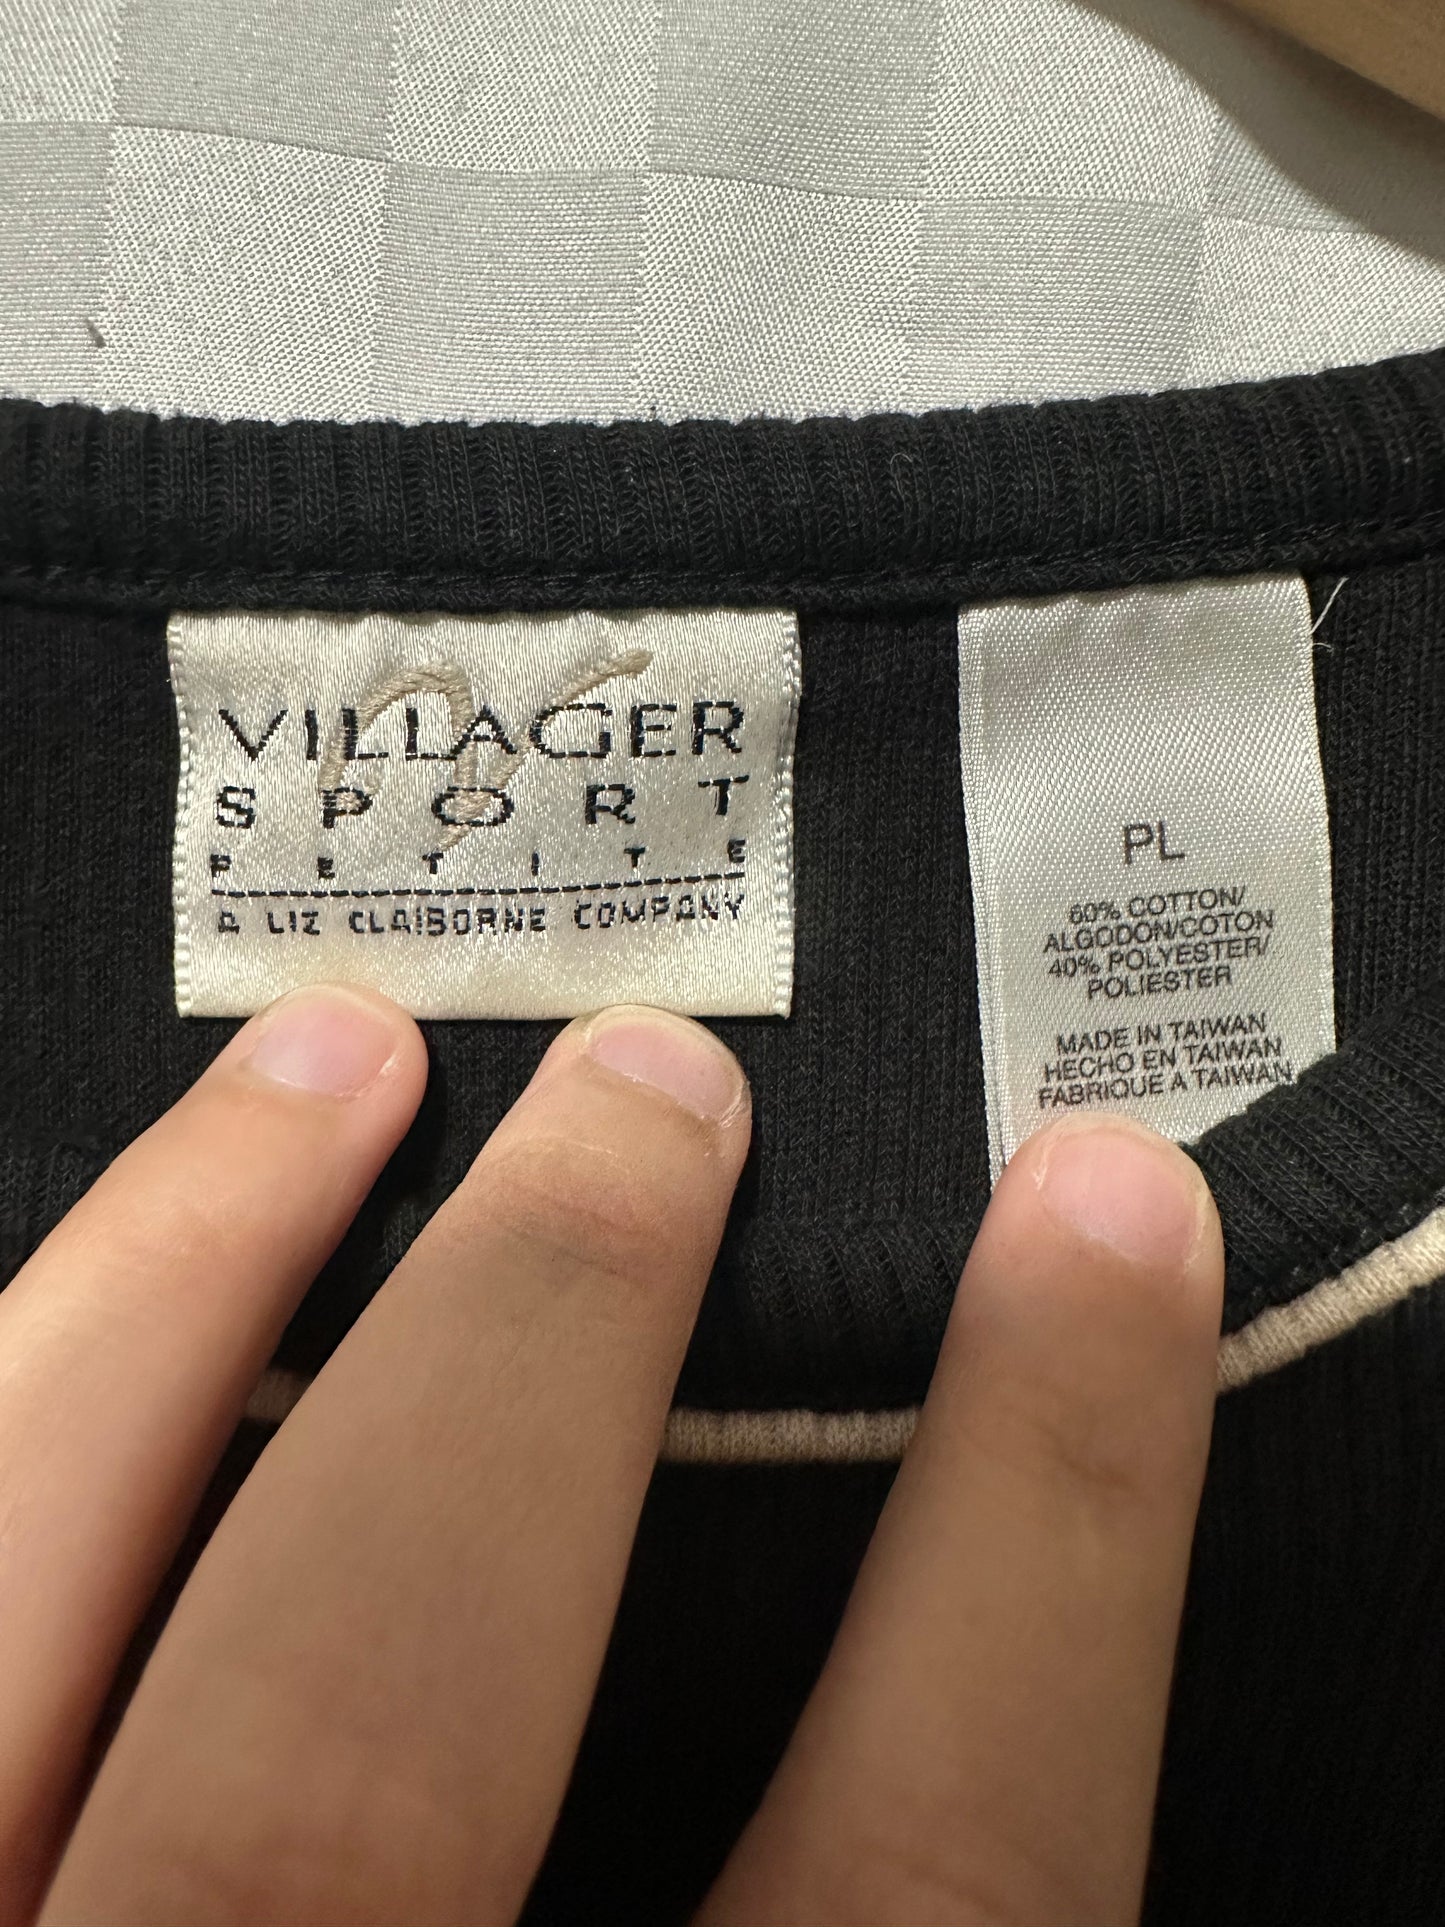 VILLAGER
SPORT
PETITE
A LIZ CLAIBORNE COMPANY
PL
60% COTTON/
ALGODON/COTON
40% POLYESTER/
POLIESTER
MADE IN TAIWAN
HECHO EN TAIWAN
FABRIQUE A TAIWAN